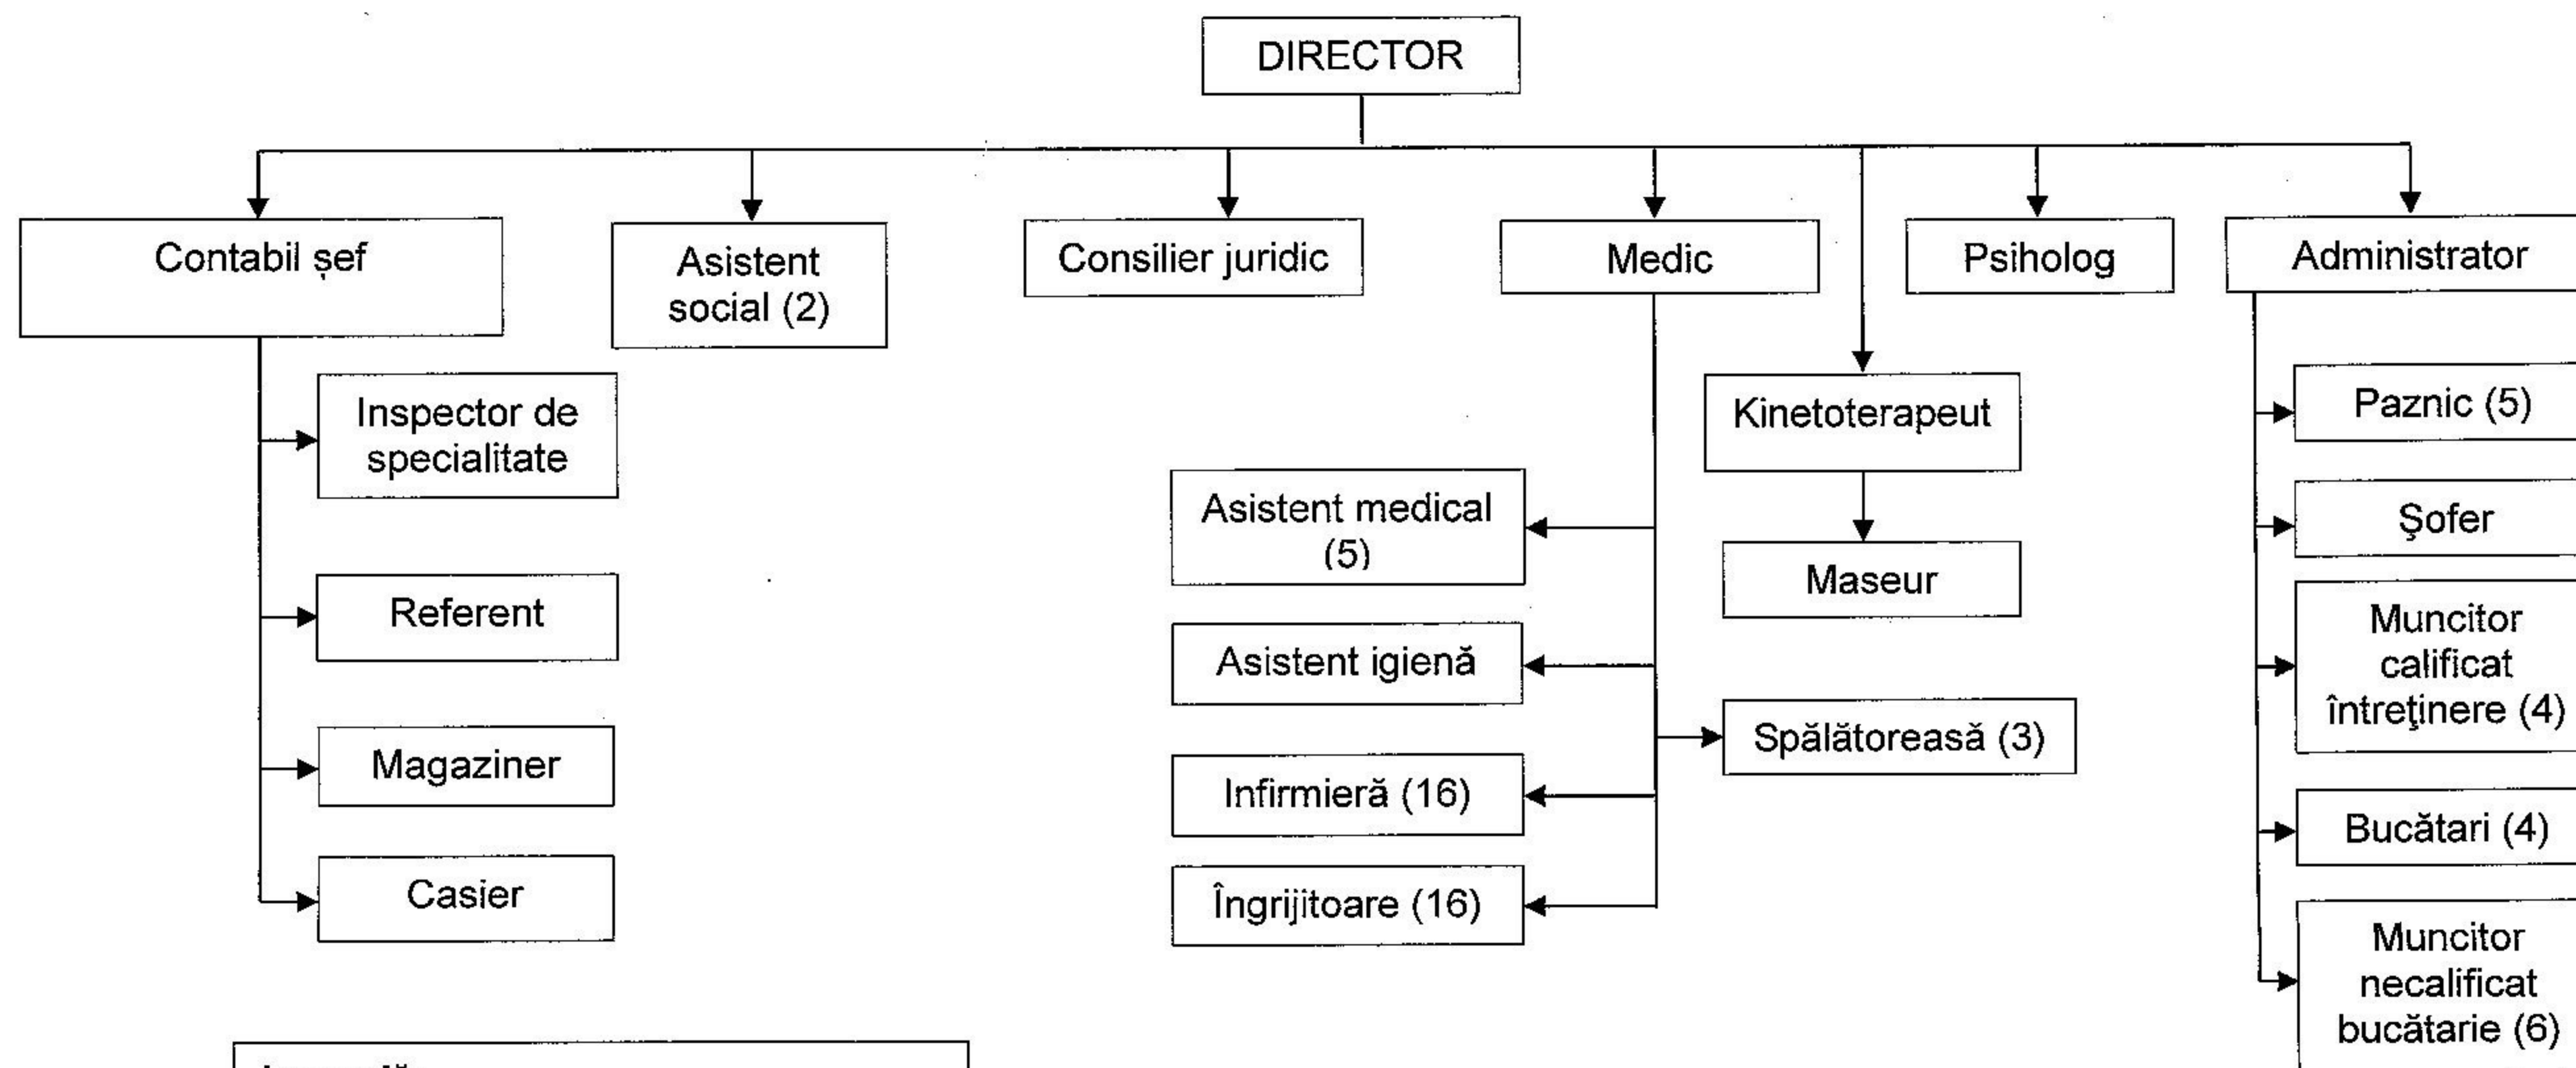 DIRECTOR
Contabil șef
Asistent
social (2)
Consilier juridic
Medic
Psiholog
Administrator
Inspector de
specialitate
Referent
Magaziner
Casier
Asistent medical
(5)
Asistent igienă
Infirmieră (16)
Îngrijitoare (16)
Kinetoterapeut
Maseur
Spălătoreasă (3)
Paznic (5)
Şofer
Muncitor
calificat
întreţinere (4)
Bucătari (4)
Muncitor
necalificat
bucătarie (6)